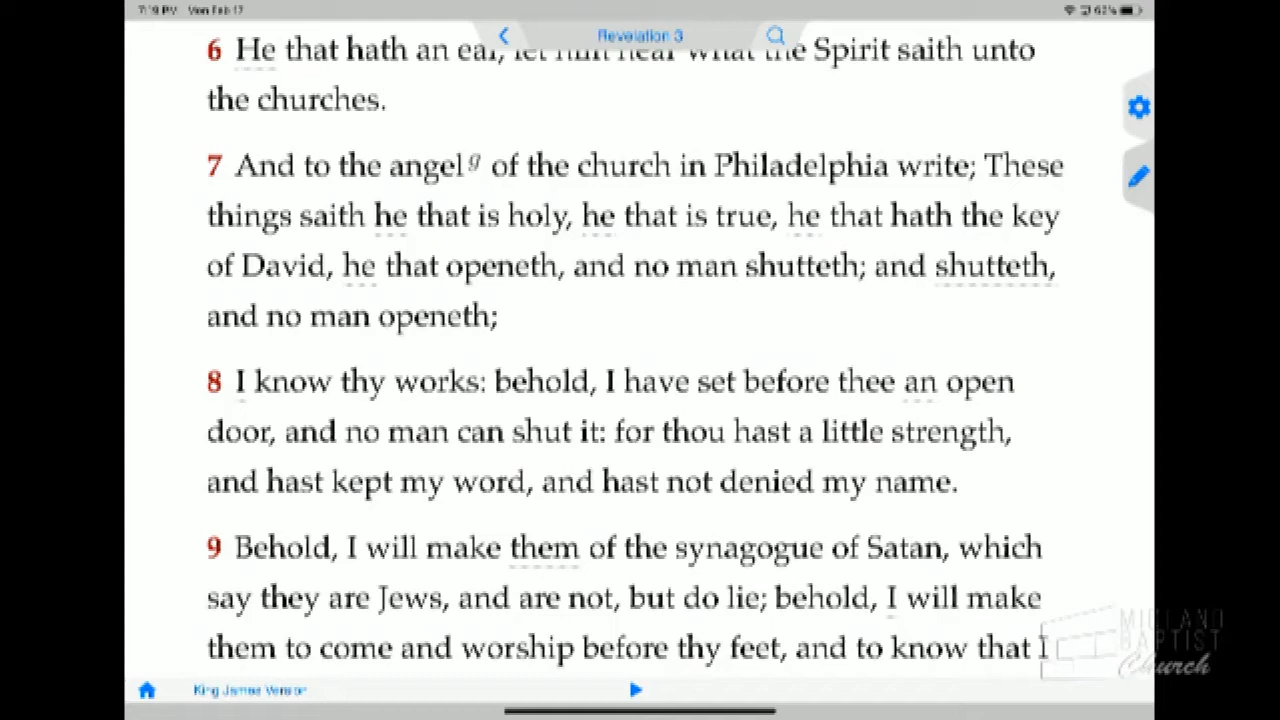 7:19 PM Mon Feb 17
62%
Revelation 3
6 He that hath an ear, let him hear what the Spirit saith unto
the churches.
7 And to the angel g of the church in Philadelphia write; These
things saith he that is holy, he that is true, he that hath the key
of David, he that openeth, and no man shutteth; and shutteth,
and no man openeth;
8 I know thy works: behold, I have set before thee an open
door, and no man can shut it: for thou hast a little strength,
and hast kept my word, and hast not denied my name.
9 Behold, I will make them of the synagogue of Satan, which
say they are Jews, and are not, but do lie; behold, I will make
them to come and worship before thy feet, and to know that I
MIDLAND
BAPTIST
Church
King James Version